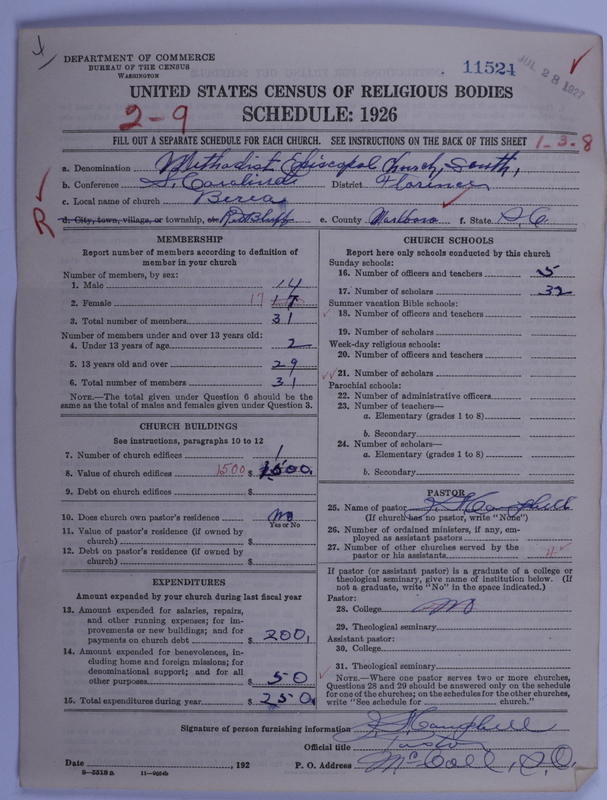 DEPARTMENT OF COMMERCE
BUREAU OF THE CENSUS
WASHINGTON
11524
JUL 28 1927
UNITED STATES CENSUS OF RELIGIOUS BODIES
2-9
SCHEDULE: 1926
FILL OUT A SEPARATE SCHEDULE FOR EACH CHURCH. SEE INSTRUCTIONS ON THE BACK OF THIS SHEET
1-3-8
a. Denomination Methodist Episcopal Church, South,
b. Conference S. Carolina District Florence
c. Local name of church Berea
R
d. City, town, village, or township, or Red Bluff e. County Marlboro f. State S.C.
MEMBERSHIP
Report number of members according to definition of member in your church
Number of members, by sex:
1. Male 14
2. Female 17 17
3. Total number of members 31
Number of members under and over 13 years old:
4. Under 13 years of age 2
5. 13 years old and over 29
6. Total number of members 31
NOTE.—The total given under Question 6 should be the same as the total of males and females given under Question 3.
CHURCH BUILDINGS
See instructions, paragraphs 10 to 12
7. Number of church edifices 1
8. Value of church edifices 1500 $ 1500.
9. Debt on church edifices $
10. Does church own pastor's residence No
Yes or No
11. Value of pastor's residence (if owned by church) $
12. Debt on pastor's residence (if owned by church) $
EXPENDITURES
Amount expended by your church during last fiscal year
13. Amount expended for salaries, repairs, and other running expenses; for improvements or new buildings; and for payments on church debt $ 200.
14. Amount expended for benevolences, including home and foreign missions; for denominational support; and for all other purposes $ 50
15. Total expenditures during year $ 250.
CHURCH SCHOOLS
Report here only schools conducted by this church
Sunday schools:
16. Number of officers and teachers 5
17. Number of scholars 32
Summer vacation Bible schools:
18. Number of officers and teachers
19. Number of scholars
Week-day religious schools:
20. Number of officers and teachers
21. Number of scholars
Parochial schools:
22. Number of administrative officers
23. Number of teachers—
a. Elementary (grades 1 to 8)
b. Secondary
24. Number of scholars—
a. Elementary (grades 1 to 8)
b. Secondary
PASTOR
25. Name of pastor
(If church has no pastor, write "None")
26. Number of ordained ministers, if any, employed as assistant pastors
27. Number of other churches served by the pastor or his assistants
If pastor (or assistant pastor) is a graduate of a college or theological seminary, give name of institution below. (If not a graduate, write "No" in the space indicated.)
Pastor:
28. College No
29. Theological seminary
Assistant pastor:
30. College
31. Theological seminary
NOTE.—Where one pastor serves two or more churches, Questions 28 and 29 should be answered only on the schedule for one of the churches; on the schedules for the other churches, write "See schedule for church."
Signature of person furnishing information
Official title Pastor
Date , 192 P. O. Address McColl, S.C.
8-5518 B 11-9054b